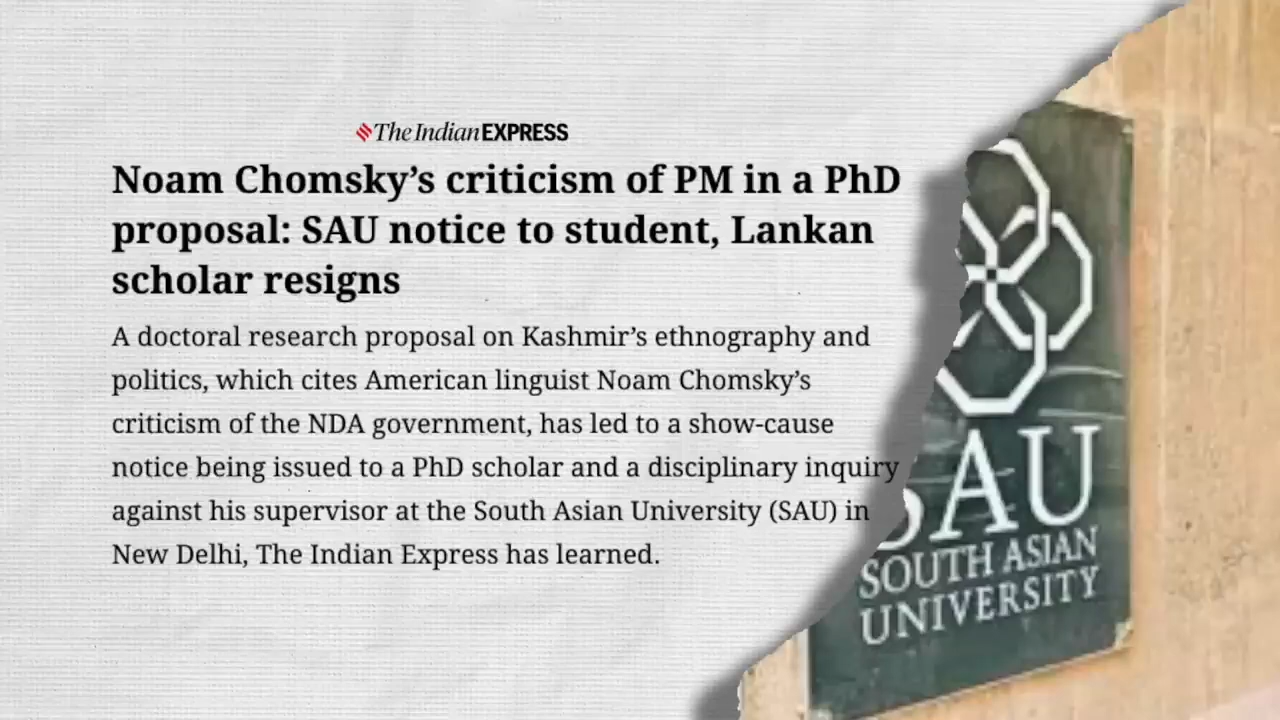 The Indian EXPRESS
Noam Chomsky's criticism of PM in a PhD
proposal: SAU notice to student, Lankan
scholar resigns
A doctoral research proposal on Kashmir's ethnography and
politics, which cites American linguist Noam Chomsky's
criticism of the NDA government, has led to a show-cause
notice being issued to a PhD scholar and a disciplinary inquiry
against his supervisor at the South Asian University (SAU) in
New Delhi, The Indian Express has learned.
SAU
SOUTH ASIAN
UNIVERSITY